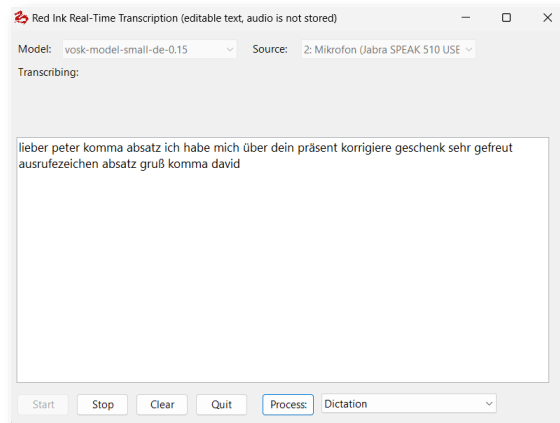 Red Ink Real-Time Transcription (editable text, audio is not stored)
Model: vosk-model-small-de-0.15 Source: 2: Mikrofon (Jabra SPEAK 510 USE
Transcribing:
lieber peter komma absatz ich habe mich über dein präsent korrigiere geschenk sehr gefreut
ausrufezeichen absatz gruß komma david
Start Stop Clear Quit Process: Dictation